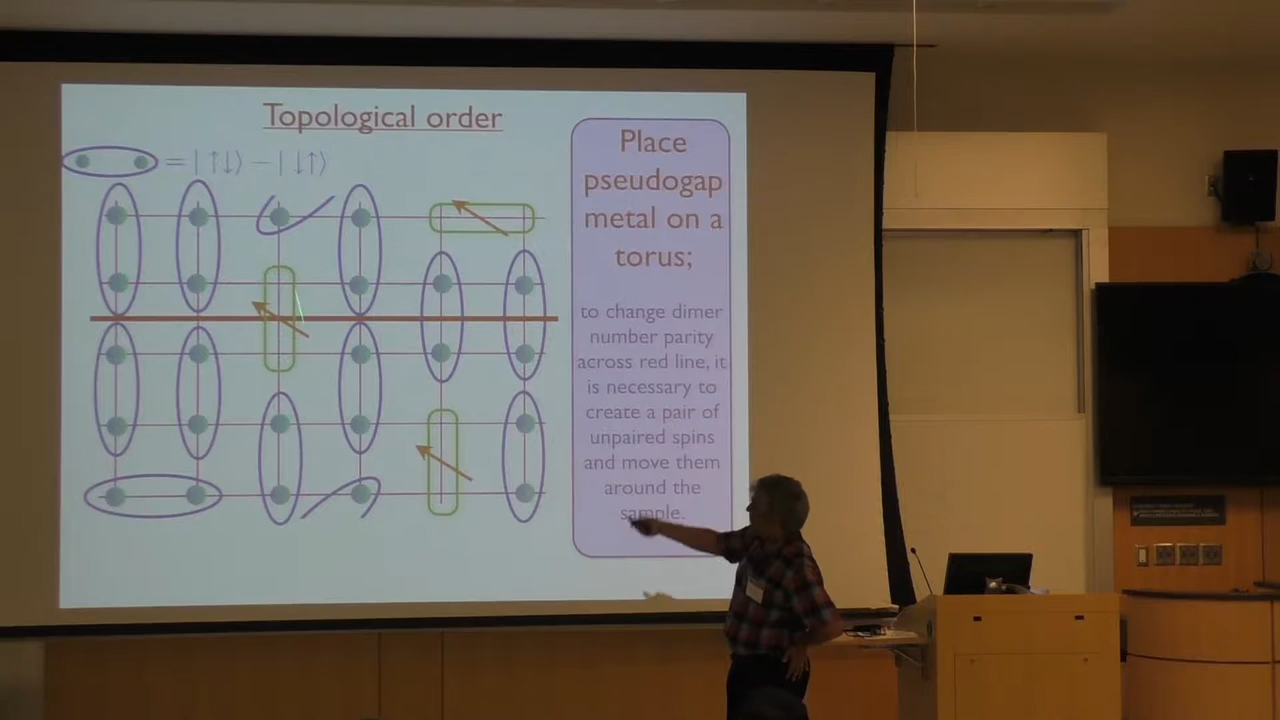 Topological order
= |↑↓⟩ − |↓↑⟩
Place
pseudogap
metal on a
torus;
to change dimer
number parity
across red line, it
is necessary to
create a pair of
unpaired spins
and move them
around the
sample.